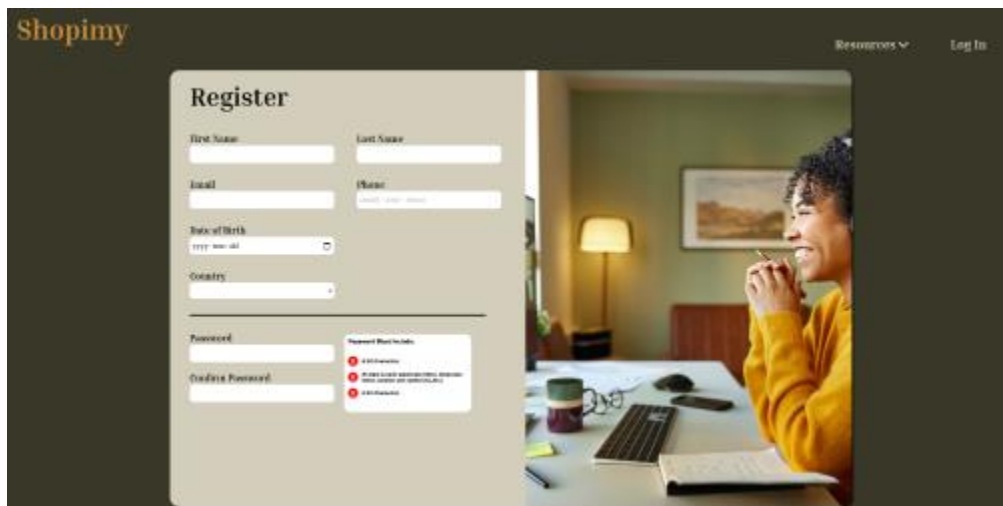 Shopimy
Resources
Log In
Register
First Name
Last Name
Email
Phone
Date of Birth
yyyy-mm-dd
Country
Password
Password Must Include:
Confirm Password